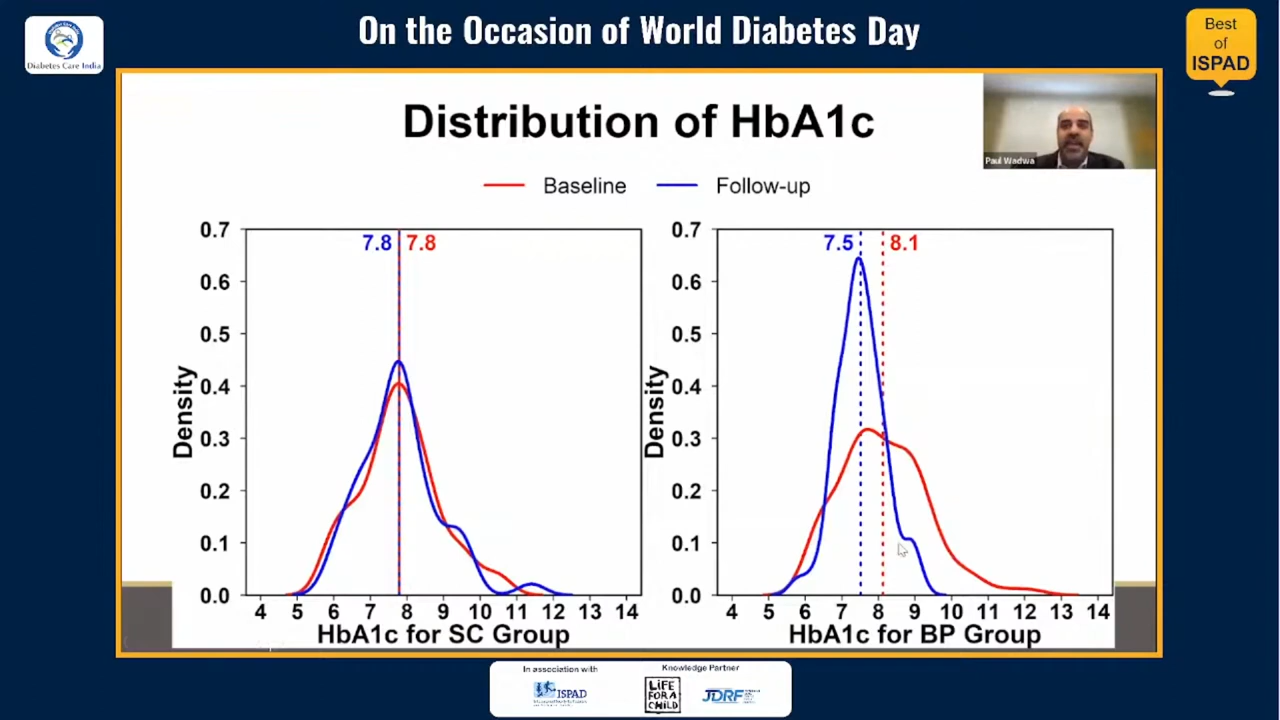 On the Occasion of World Diabetes Day
Diabetes Care India
Best
of
ISPAD
Distribution of HbA1c
Paul Wadwa
Baseline
Follow-up
0.7
0.6
0.5
0.4
0.3
0.2
0.1
0.0
Density
7.8 7.8
4 5 6 7 8 9 10 11 12 13 14
HbA1c for SC Group
0.7
0.6
0.5
0.4
0.3
0.2
0.1
0.0
Density
7.5 8.1
4 5 6 7 8 9 10 11 12 13 14
HbA1c for BP Group
In association with
ISPAD
Knowledge Partner
LiFE
FOR A
CHiLD
JDRF